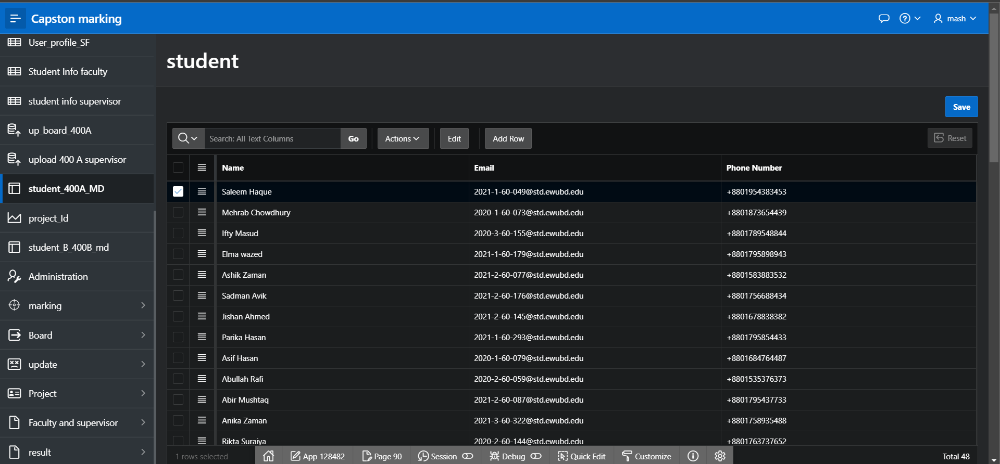 Capston marking
mash
User_profile_SF
Student Info faculty
student info supervisor
up_board_400A
upload 400 A supervisor
student_400A_MD
project_Id
student_B_400B_md
Administration
marking
Board
update
Project
Faculty and supervisor
result
student
Save
Search: All Text Columns Go Actions Edit Add Row Reset
Name Email Phone Number
Saleem Haque 2021-1-60-049@std.ewubd.edu +8801954383453
Mehrab Chowdhury 2020-1-60-073@std.ewubd.edu +8801873654439
Ifty Masud 2020-3-60-155@std.ewubd.edu +8801789548844
Elma wazed 2021-1-60-179@std.ewubd.edu +8801795898943
Ashik Zaman 2021-2-60-077@std.ewubd.edu +8801583883532
Sadman Avik 2021-2-60-176@std.ewubd.edu +8801756688434
Jishan Ahmed 2021-2-60-145@std.ewubd.edu +8801678838382
Parika Hasan 2021-1-60-293@std.ewubd.edu +8801795854433
Asif Hasan 2020-1-60-079@std.ewubd.edu +8801684764487
Abullah Rafi 2020-2-60-059@std.ewubd.edu +8801535376373
Abir Mushtaq 2021-2-60-087@std.ewubd.edu +8801795437733
Anika Zaman 2021-3-60-322@std.ewubd.edu +8801758935488
Rikta Suraiya 2020-2-60-144@std.ewubd.edu +8801763737652
1 rows selected App 128482 Page 90 Session Debug Quick Edit Customize Total 48